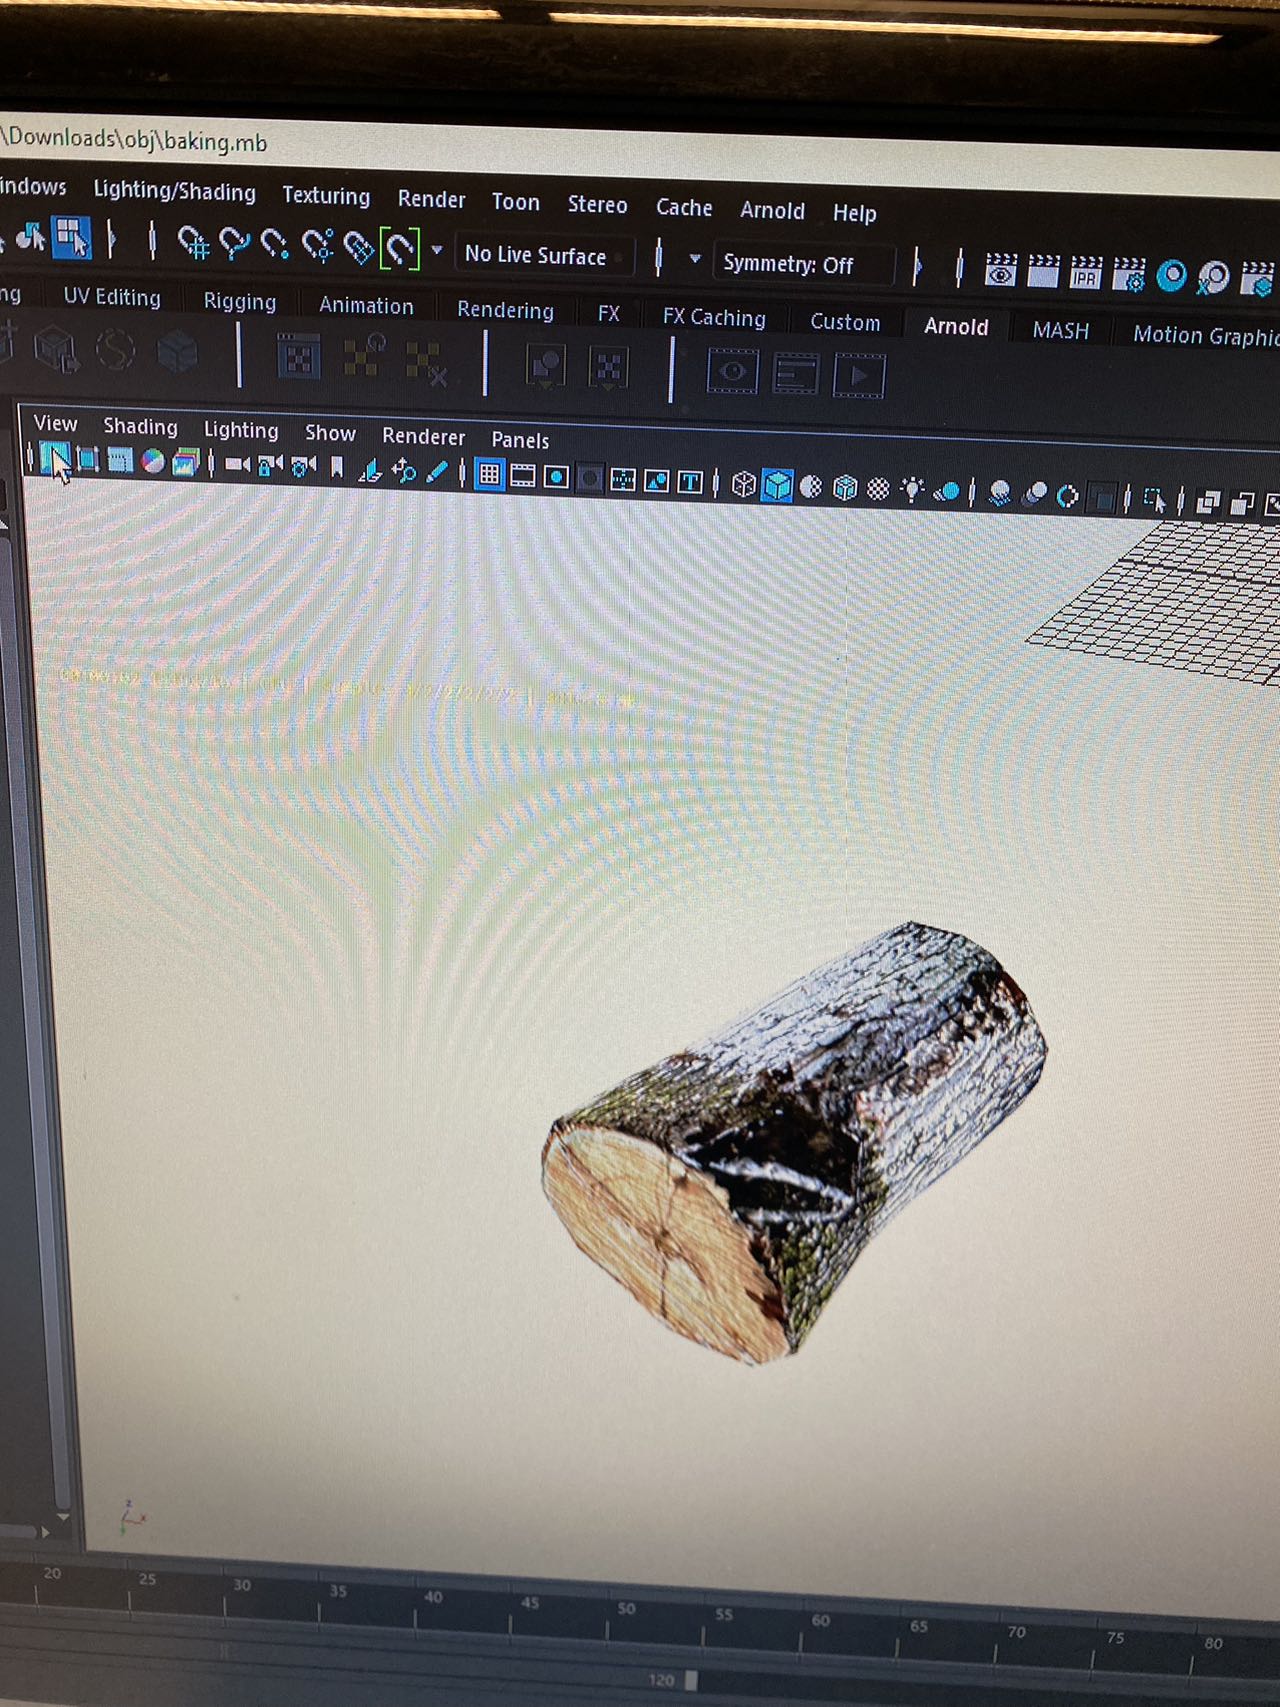 \Downloads\obj\baking.mb
indows Lighting/Shading Texturing Render Toon Stereo Cache Arnold Help
No Live Surface Symmetry: Off IPR
ng UV Editing Rigging Animation Rendering FX FX Caching Custom Arnold MASH Motion Graphic
View Shading Lighting Show Renderer Panels
T
z
x
20 25 30 35 40 45 50 55 60 65 70 75 80
120